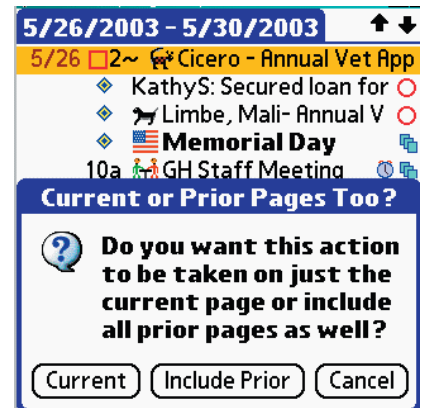 5/26/2003 - 5/30/2003
5/26 2~ Cicero - Annual Vet App
KathyS: Secured loan for
Limbe, Mali- Annual V
Memorial Day
10a GH Staff Meeting
Current or Prior Pages Too?
Do you want this action
to be taken on just the
current page or include
all prior pages as well?
Current Include Prior Cancel